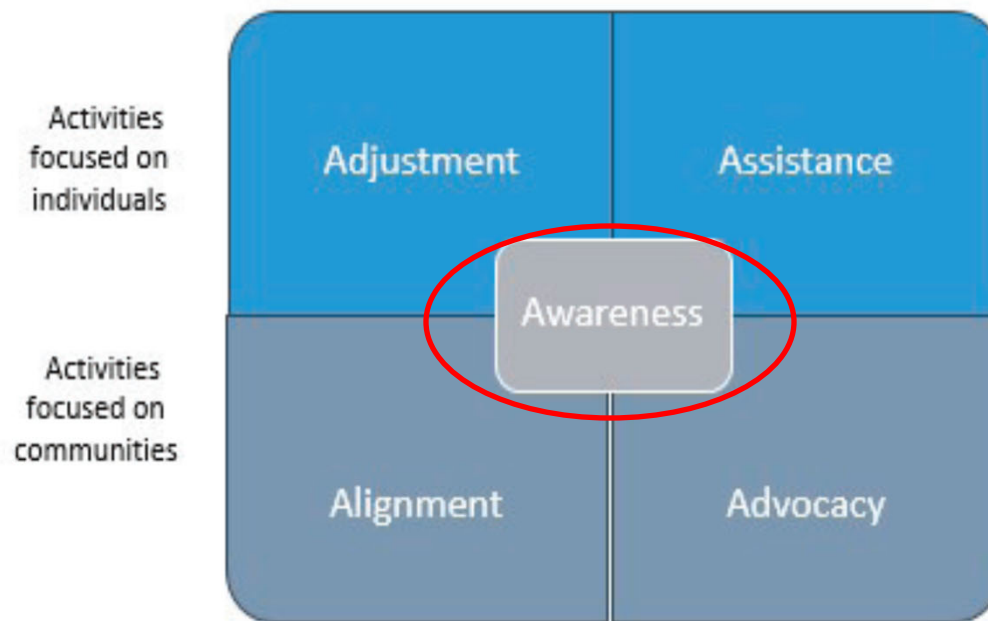 Activities
focused on
individuals
Adjustment
Assistance
Awareness
Activities
focused on
communities
Alignment
Advocacy